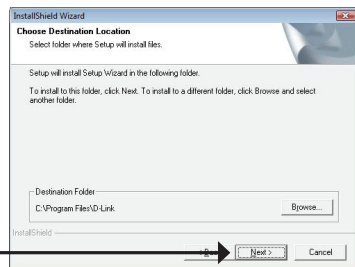 InstallShield Wizard
Choose Destination Location
Select folder where Setup will install files.
Setup will install Setup Wizard in the following folder.
To install to this folder, click Next. To install to a different folder, click Browse and select
another folder.
Destination Folder
C:\Program Files\D-Link
Browse...
InstallShield
Next >
Cancel